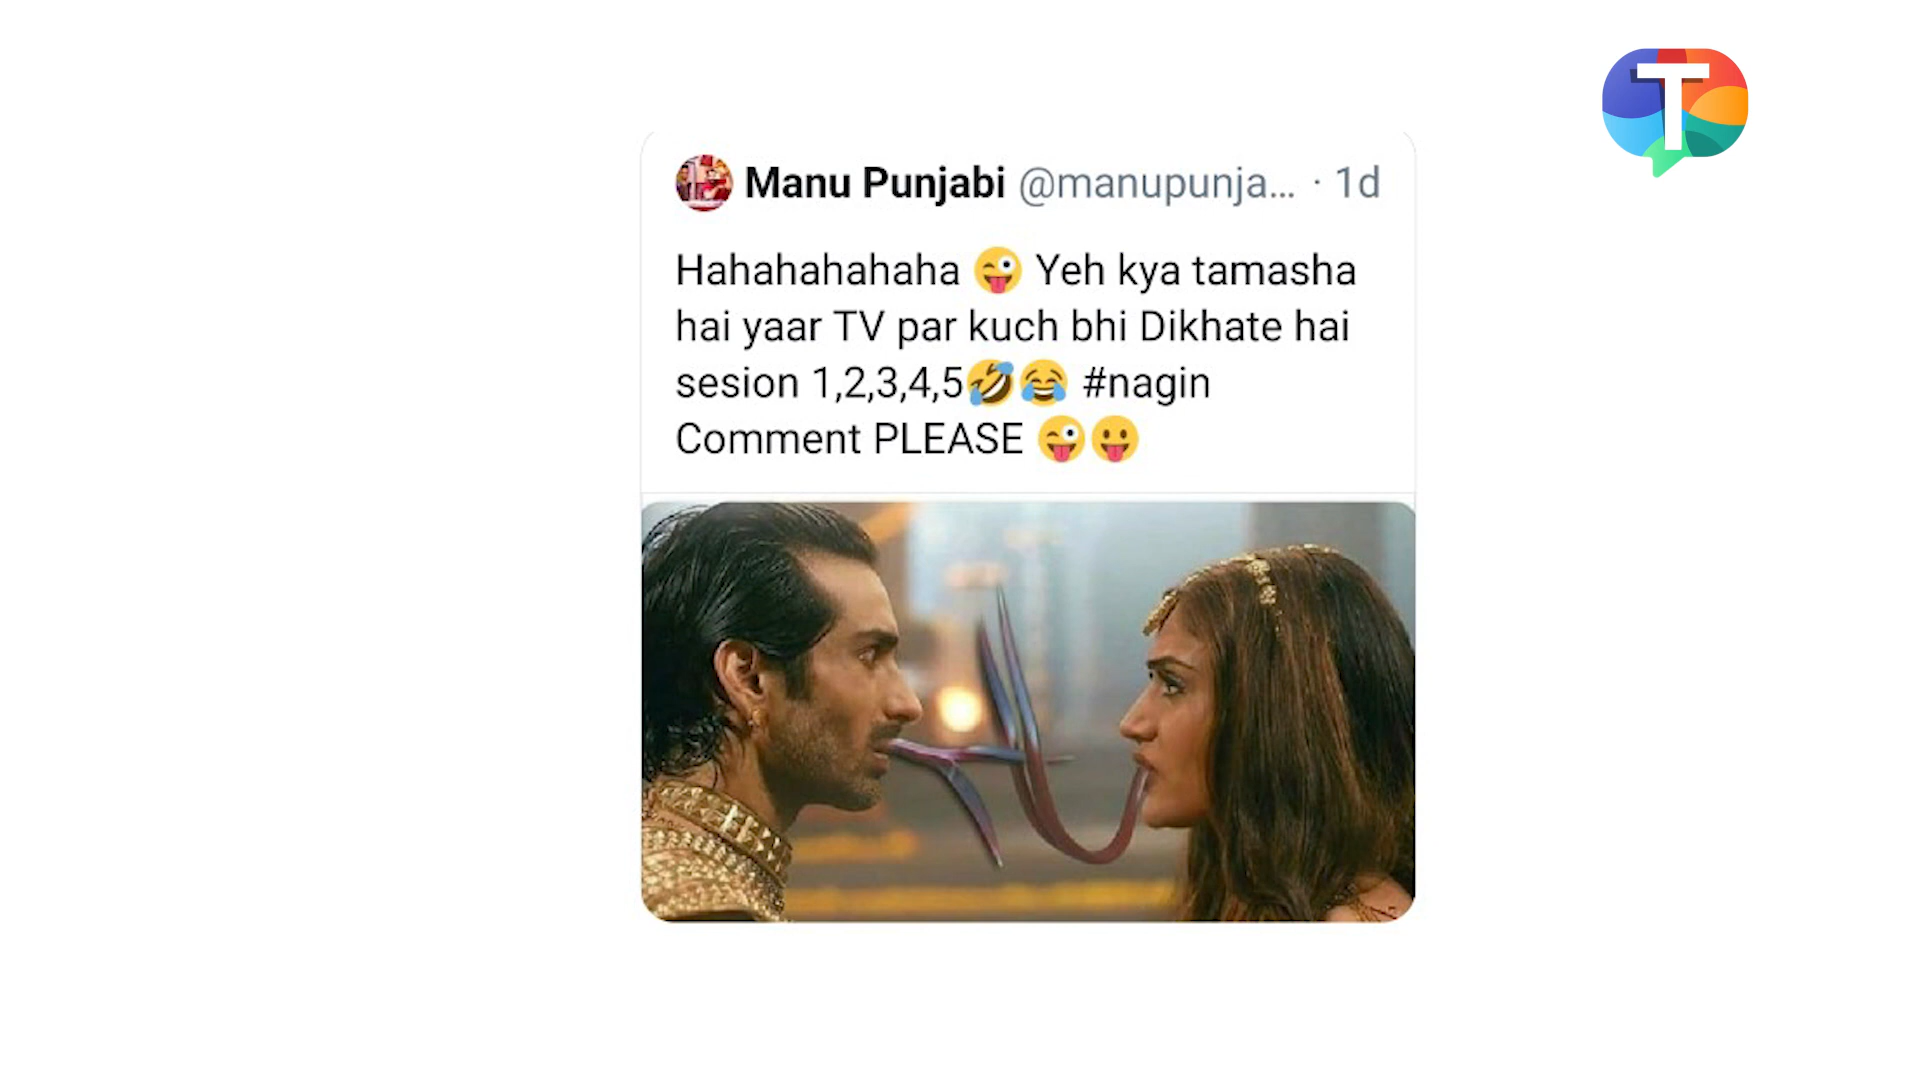 T
Manu Punjabi @manupunja... · 1d
Hahahahahaha 😜 Yeh kya tamasha
hai yaar TV par kuch bhi Dikhate hai
sesion 1,2,3,4,5🤣😂 #nagin
Comment PLEASE 😜😛